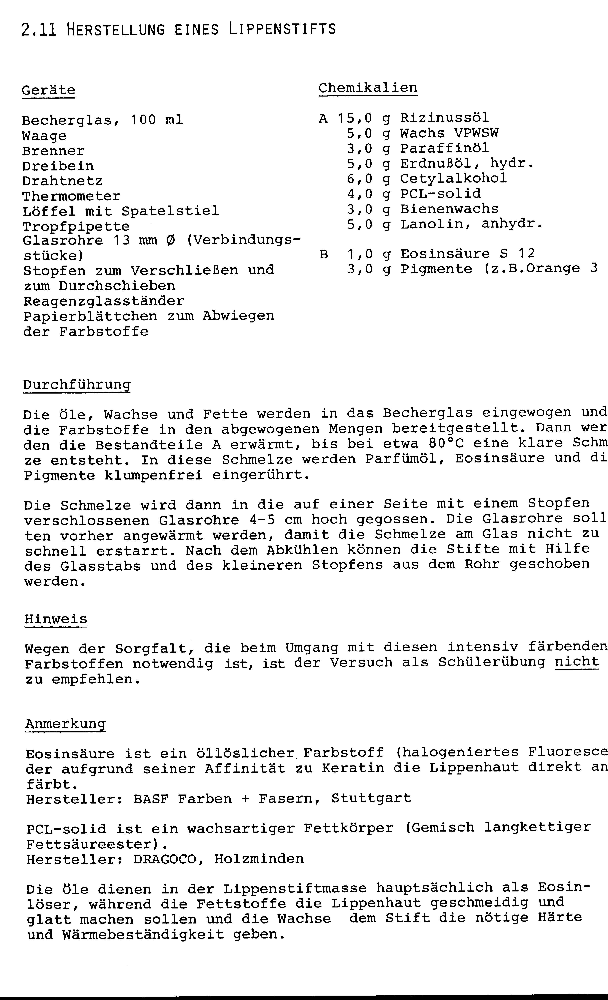 2.11 HERSTELLUNG EINES LIPPENSTIFTS
Geräte
Becherglas, 100 ml
Waage
Brenner
Dreibein
Drahtnetz
Thermometer
Löffel mit Spatelstiel
Tropfpipette
Glasrohre 13 mm Ø (Verbindungs-
stücke)
Stopfen zum Verschließen und
zum Durchschieben
Reagenzglasständer
Papierblättchen zum Abwiegen
der Farbstoffe
Chemikalien
A 15,0 g Rizinussöl
5,0 g Wachs VPWSW
3,0 g Paraffinöl
5,0 g Erdnußöl, hydr.
6,0 g Cetylalkohol
4,0 g PCL-solid
3,0 g Bienenwachs
5,0 g Lanolin, anhydr.
B 1,0 g Eosinsäure S 12
3,0 g Pigmente (z.B.Orange 3
Durchführung
Die Öle, Wachse und Fette werden in das Becherglas eingewogen und
die Farbstoffe in den abgewogenen Mengen bereitgestellt. Dann wer
den die Bestandteile A erwärmt, bis bei etwa 80°C eine klare Schm
ze entsteht. In diese Schmelze werden Parfümöl, Eosinsäure und di
Pigmente klumpenfrei eingerührt.
Die Schmelze wird dann in die auf einer Seite mit einem Stopfen
verschlossenen Glasrohre 4-5 cm hoch gegossen. Die Glasrohre soll
ten vorher angewärmt werden, damit die Schmelze am Glas nicht zu
schnell erstarrt. Nach dem Abkühlen können die Stifte mit Hilfe
des Glasstabs und des kleineren Stopfens aus dem Rohr geschoben
werden.
Hinweis
Wegen der Sorgfalt, die beim Umgang mit diesen intensiv färbenden
Farbstoffen notwendig ist, ist der Versuch als Schülerübung nicht
zu empfehlen.
Anmerkung
Eosinsäure ist ein öllöslicher Farbstoff (halogeniertes Fluoresce
der aufgrund seiner Affinität zu Keratin die Lippenhaut direkt an
färbt.
Hersteller: BASF Farben + Fasern, Stuttgart
PCL-solid ist ein wachsartiger Fettkörper (Gemisch langkettiger
Fettsäureester).
Hersteller: DRAGOCO, Holzminden
Die Öle dienen in der Lippenstiftmasse hauptsächlich als Eosin-
löser, während die Fettstoffe die Lippenhaut geschmeidig und
glatt machen sollen und die Wachse dem Stift die nötige Härte
und Wärmebeständigkeit geben.